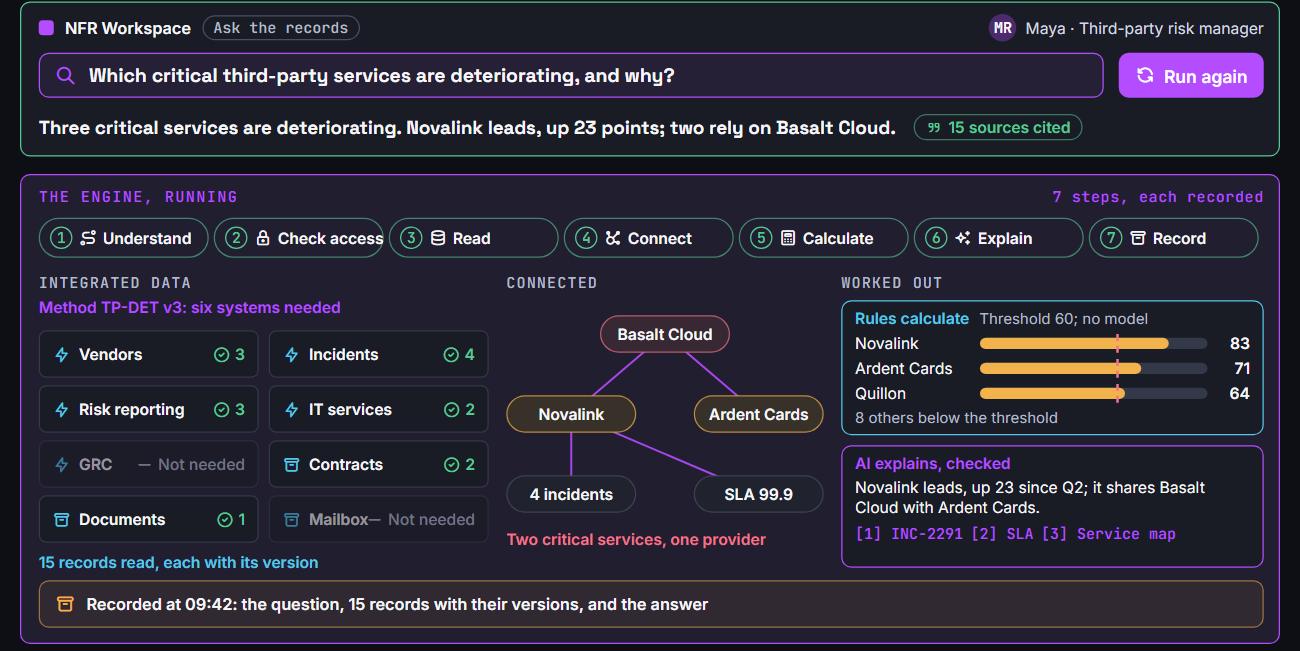 NFR Workspace
Ask the records
MR
Maya · Third-party risk manager
Which critical third-party services are deteriorating, and why?
Run again
Three critical services are deteriorating. Novalink leads, up 23 points; two rely on Basalt Cloud.
15 sources cited
THE ENGINE, RUNNING
7 steps, each recorded
1 Understand
2 Check access
3 Read
4 Connect
5 Calculate
6 Explain
7 Record
INTEGRATED DATA
Method TP-DET v3: six systems needed
Vendors 3
Incidents 4
Risk reporting 3
IT services 2
GRC — Not needed
Contracts 2
Documents 1
Mailbox— Not needed
15 records read, each with its version
CONNECTED
Basalt Cloud
Novalink
Ardent Cards
4 incidents
SLA 99.9
Two critical services, one provider
WORKED OUT
Rules calculate Threshold 60; no model
Novalink 83
Ardent Cards 71
Quillon 64
8 others below the threshold
AI explains, checked
Novalink leads, up 23 since Q2; it shares Basalt
Cloud with Ardent Cards.
[1] INC-2291 [2] SLA [3] Service map
Recorded at 09:42: the question, 15 records with their versions, and the answer